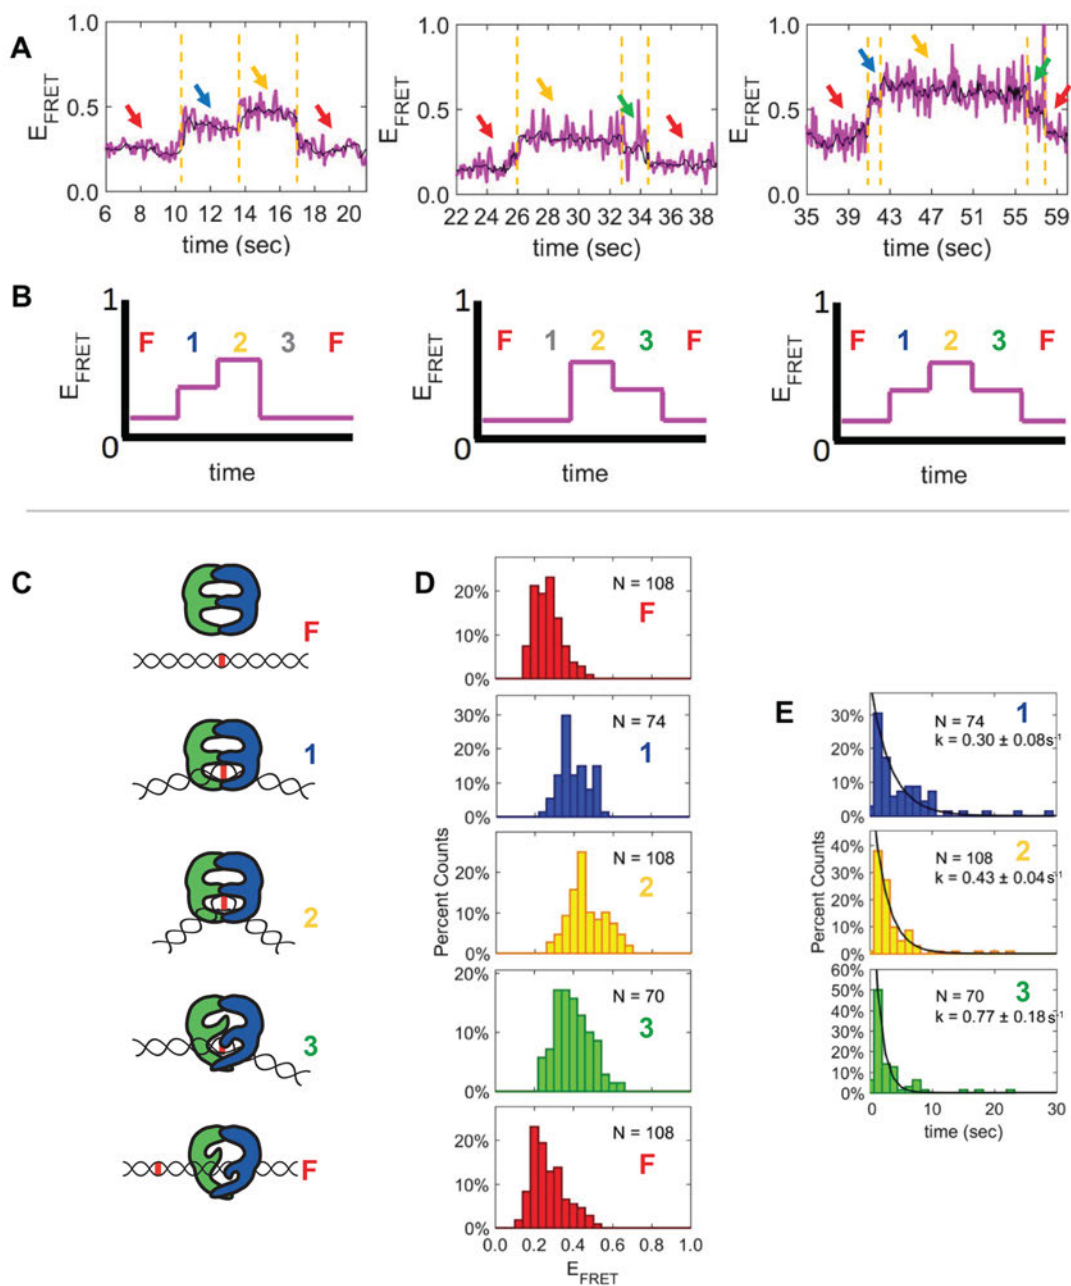 A
E_FRET
1.0
0.5
0.0
6 8 10 12 14 16 18 20
time (sec)
1.0
0.5
0.0
22 24 26 28 30 32 34 36 38
time (sec)
1.0
0.5
0.0
35 39 43 47 51 55 59
time (sec)
B
1
E_FRET
0
F 1 2 3 F
time
1
E_FRET
0
F 1 2 3 F
time
1
E_FRET
0
F 1 2 3 F
time
C
F
1
2
3
F
D
Percent Counts
20%
10%
0%
N = 108
F
30%
20%
10%
0%
N = 74
1
20%
10%
0%
N = 108
2
20%
10%
0%
N = 70
3
20%
10%
0%
N = 108
F
0.0 0.2 0.4 0.6 0.8 1.0
E_FRET
E
Percent Counts
30%
20%
10%
0%
1
N = 74
k = 0.30 ± 0.08s⁻¹
40%
30%
20%
10%
0%
2
N = 108
k = 0.43 ± 0.04s⁻¹
60%
50%
40%
30%
20%
10%
0%
3
N = 70
k = 0.77 ± 0.18s⁻¹
0 10 20 30
time (sec)